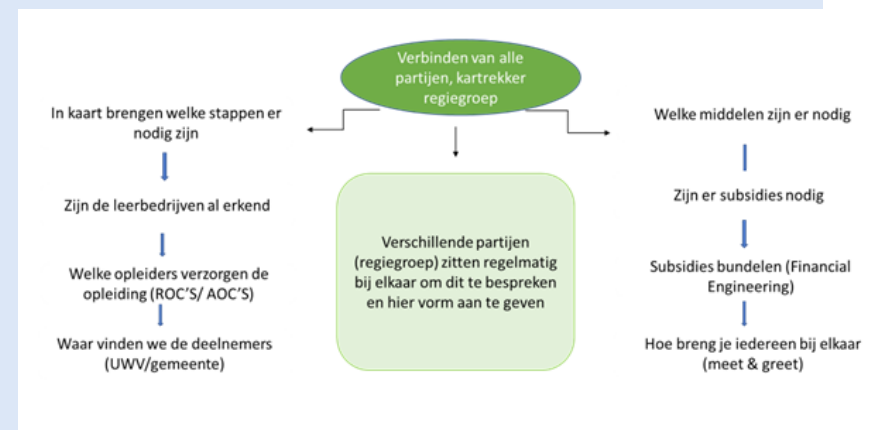 Verbinden van alle
partijen, kartrekker
regiegroep
In kaart brengen welke stappen er
nodig zijn
Zijn de leerbedrijven al erkend
Welke opleiders verzorgen de
opleiding (ROC'S/ AOC'S)
Waar vinden we de deelnemers
(UWV/gemeente)
Verschillende partijen
(regiegroep) zitten regelmatig
bij elkaar om dit te bespreken
en hier vorm aan te geven
Welke middelen zijn er nodig
Zijn er subsidies nodig
Subsidies bundelen (Financial
Engineering)
Hoe breng je iedereen bij elkaar
(meet & greet)